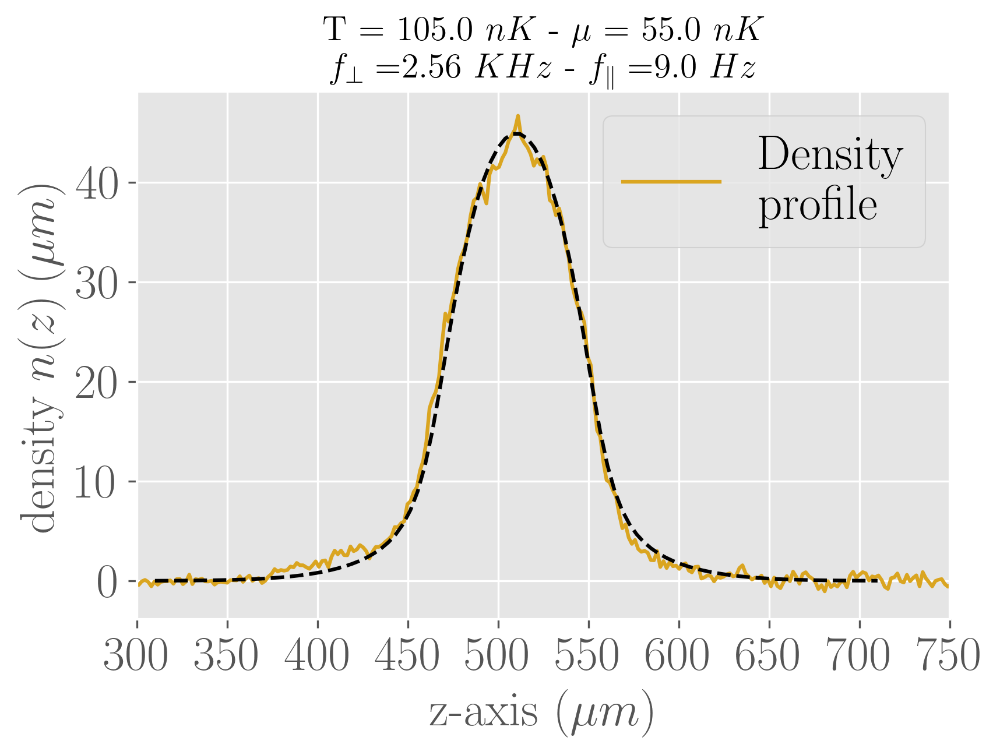 T = 105.0 nK - μ = 55.0 nK
f⊥ =2.56 KHz - f∥ =9.0 Hz
Density
profile
density n(z) (μm)
40
30
20
10
0
300 350 400 450 500 550 600 650 700 750
z-axis (μm)